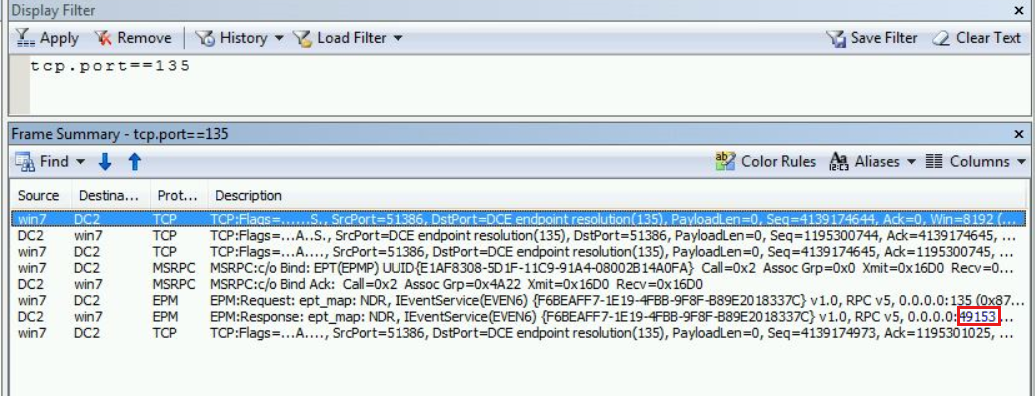 Display Filter x
Apply Remove History Load Filter Save Filter Clear Text
tcp.port==135
Frame Summary - tcp.port==135 x
Find Color Rules Aliases Columns
Source Destina... Prot... Description
win7 DC2 TCP TCP:Flags=......S., SrcPort=51386, DstPort=DCE endpoint resolution(135), PayloadLen=0, Seq=4139174644, Ack=0, Win=8192 (...
DC2 win7 TCP TCP:Flags=...A..S., SrcPort=DCE endpoint resolution(135), DstPort=51386, PayloadLen=0, Seq=1195300744, Ack=4139174645, ...
win7 DC2 TCP TCP:Flags=...A...., SrcPort=51386, DstPort=DCE endpoint resolution(135), PayloadLen=0, Seq=4139174645, Ack=1195300745, ...
win7 DC2 MSRPC MSRPC:c/o Bind: EPT(EPMP) UUID{E1AF8308-5D1F-11C9-91A4-08002B14A0FA} Call=0x2 Assoc Grp=0x0 Xmit=0x16D0 Recv=0...
DC2 win7 MSRPC MSRPC:c/o Bind Ack: Call=0x2 Assoc Grp=0x4A22 Xmit=0x16D0 Recv=0x16D0
win7 DC2 EPM EPM:Request: ept_map: NDR, IEventService(EVEN6) {F6BEAFF7-1E19-4FBB-9F8F-B89E2018337C} v1.0, RPC v5, 0.0.0.0:135 (0x87...
DC2 win7 EPM EPM:Response: ept_map: NDR, IEventService(EVEN6) {F6BEAFF7-1E19-4FBB-9F8F-B89E2018337C} v1.0, RPC v5, 0.0.0.0:49153...
win7 DC2 TCP TCP:Flags=...A...., SrcPort=51386, DstPort=DCE endpoint resolution(135), PayloadLen=0, Seq=4139174973, Ack=1195301025, ...